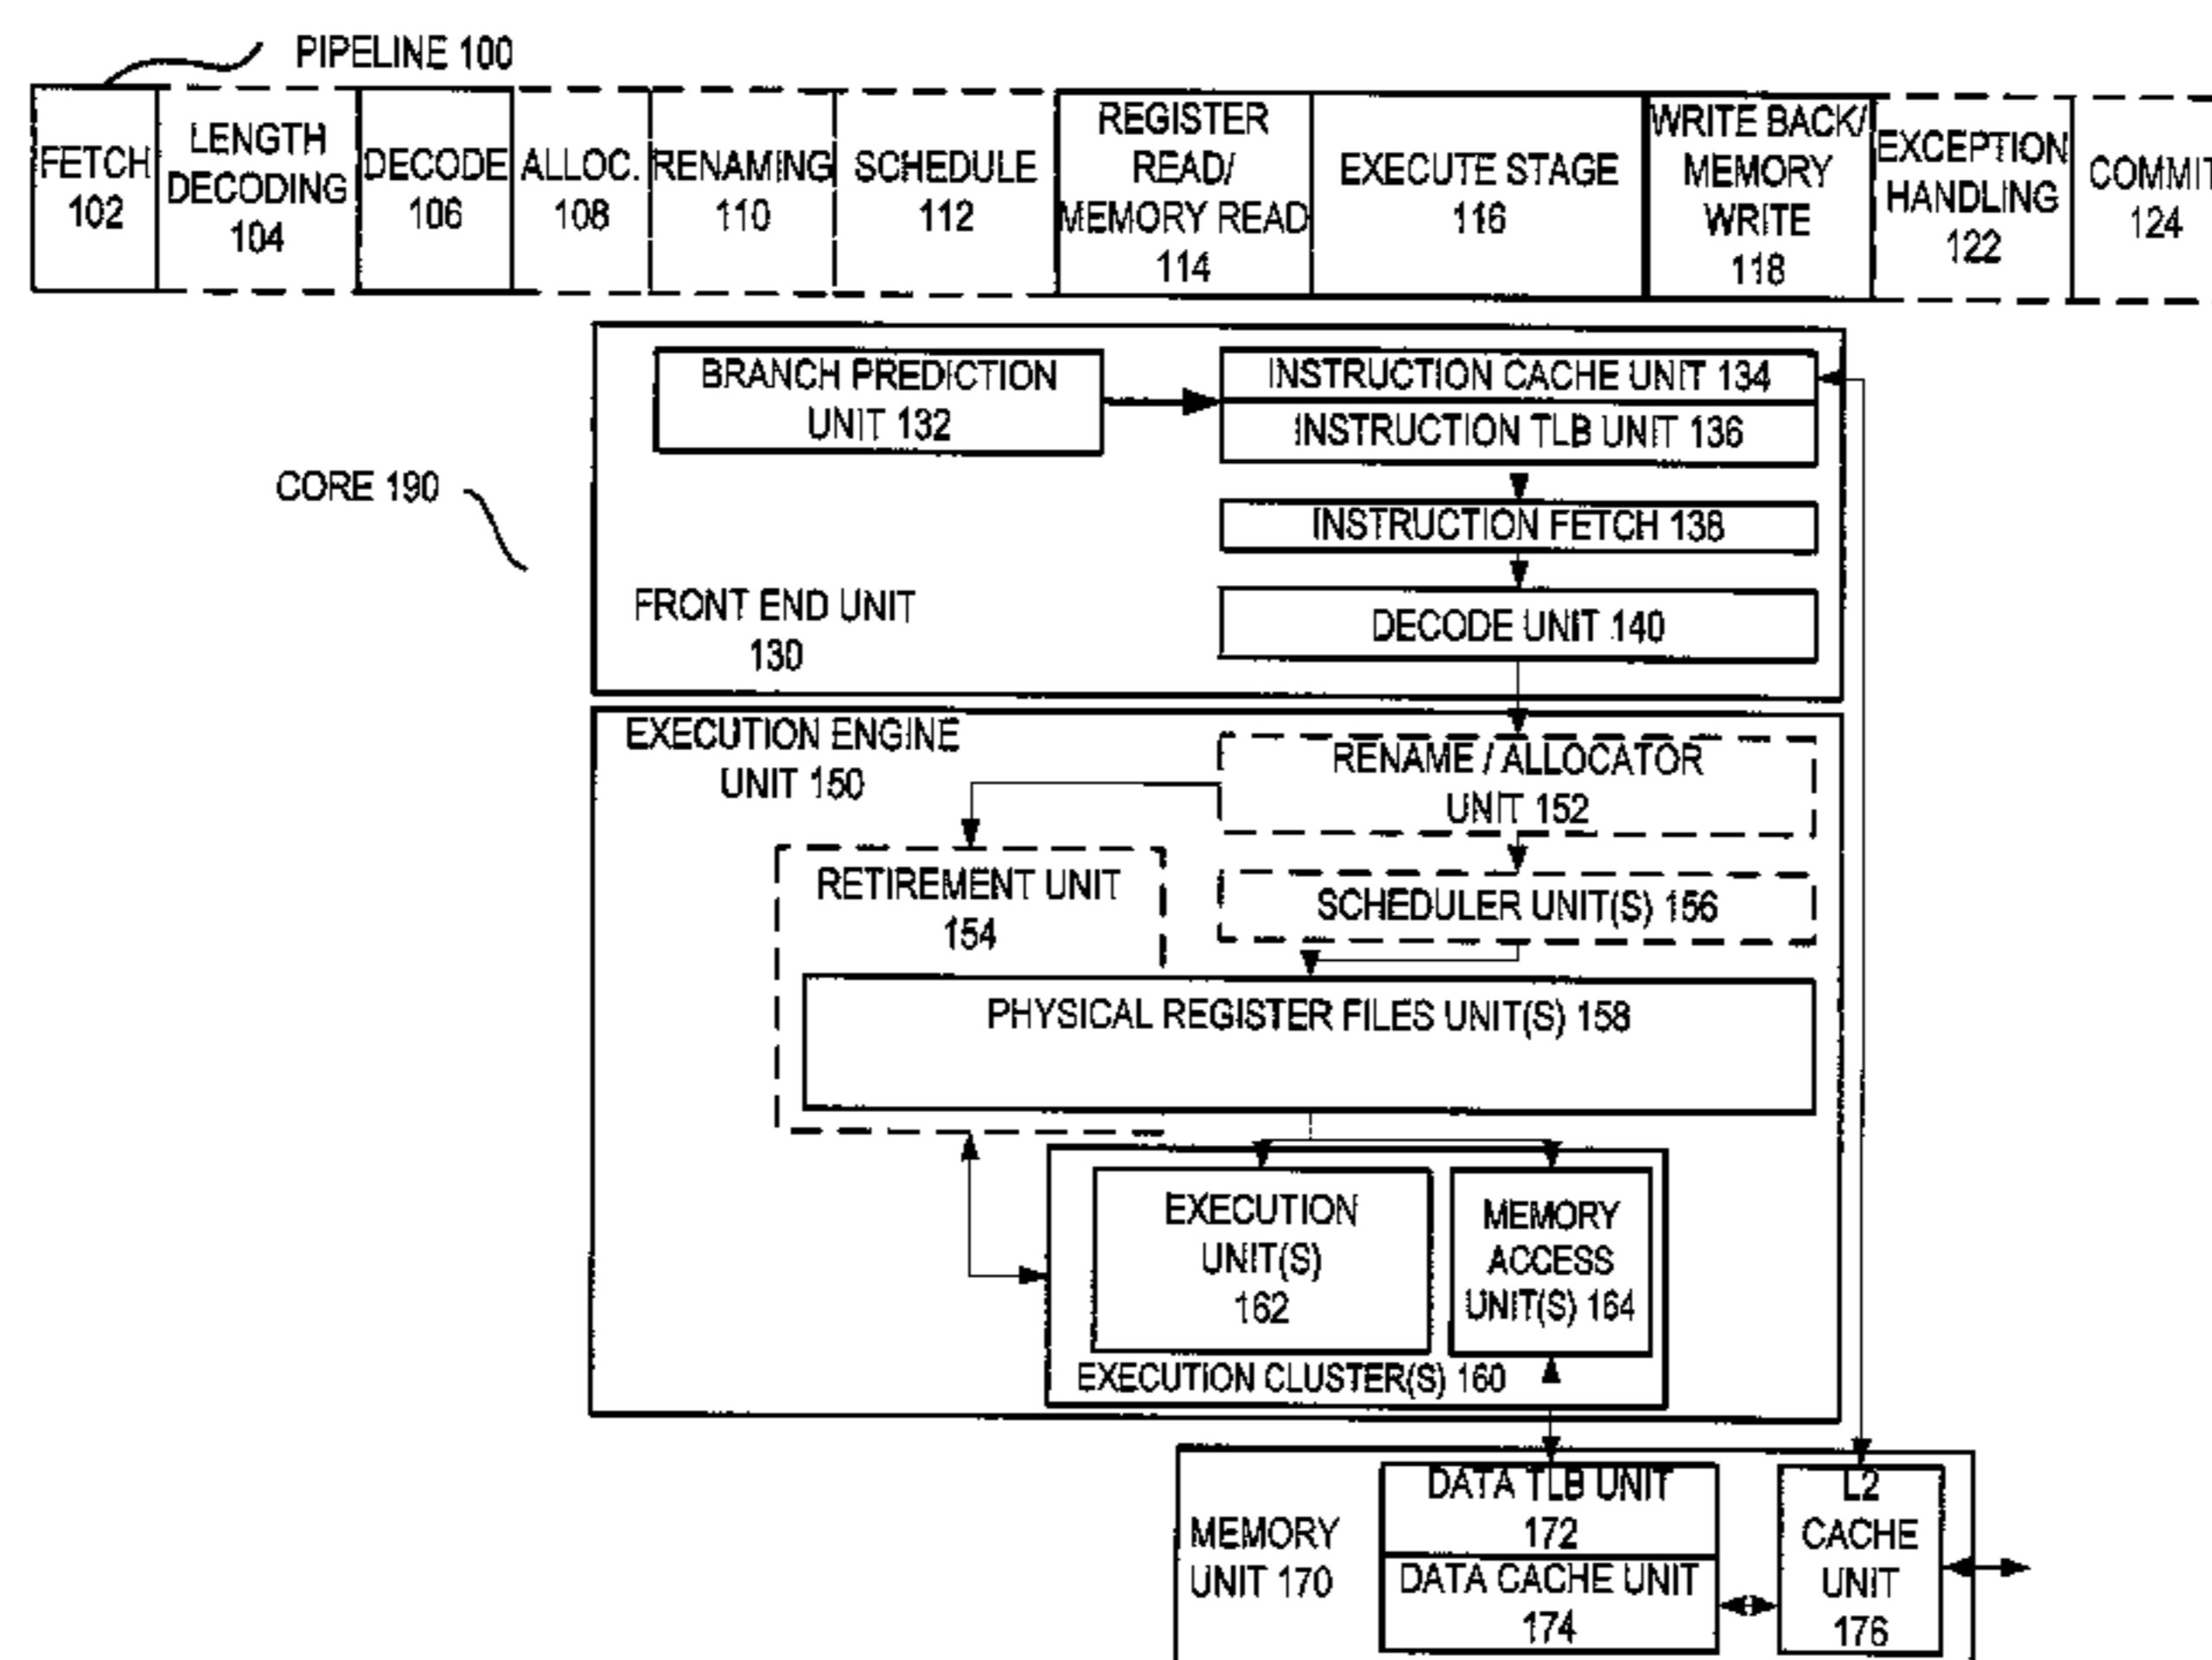 PIPELINE 100
FETCH
102
LENGTH
DECODING
104
DECODE
106
ALLOC.
108
RENAMING
110
SCHEDULE
112
REGISTER
READ/
MEMORY READ
114
EXECUTE STAGE
116
WRITE BACK/
MEMORY
WRITE
118
EXCEPTION
HANDLING
122
COMMIT
124
BRANCH PREDICTION
UNIT 132
INSTRUCTION CACHE UNIT 134
INSTRUCTION TLB UNIT 136
CORE 190
INSTRUCTION FETCH 138
FRONT END UNIT
130
DECODE UNIT 140
EXECUTION ENGINE
UNIT 150
RENAME / ALLOCATOR
UNIT 152
RETIREMENT UNIT
154
SCHEDULER UNIT(S) 156
PHYSICAL REGISTER FILES UNIT(S) 158
EXECUTION
UNIT(S)
162
MEMORY
ACCESS
UNIT(S) 164
EXECUTION CLUSTER(S) 160
MEMORY
UNIT 170
DATA TLB UNIT
172
DATA CACHE UNIT
174
L2
CACHE
UNIT
176